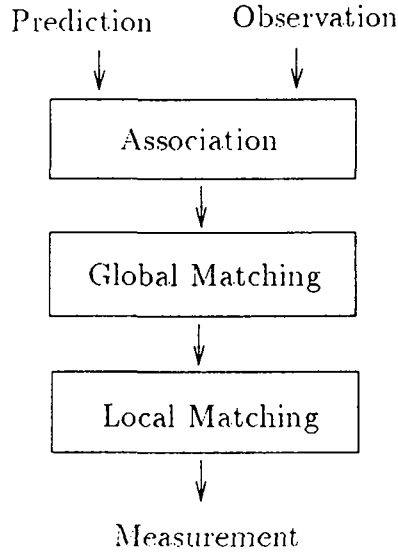 Prediction Observation
Association
Global Matching
Local Matching
Measurement